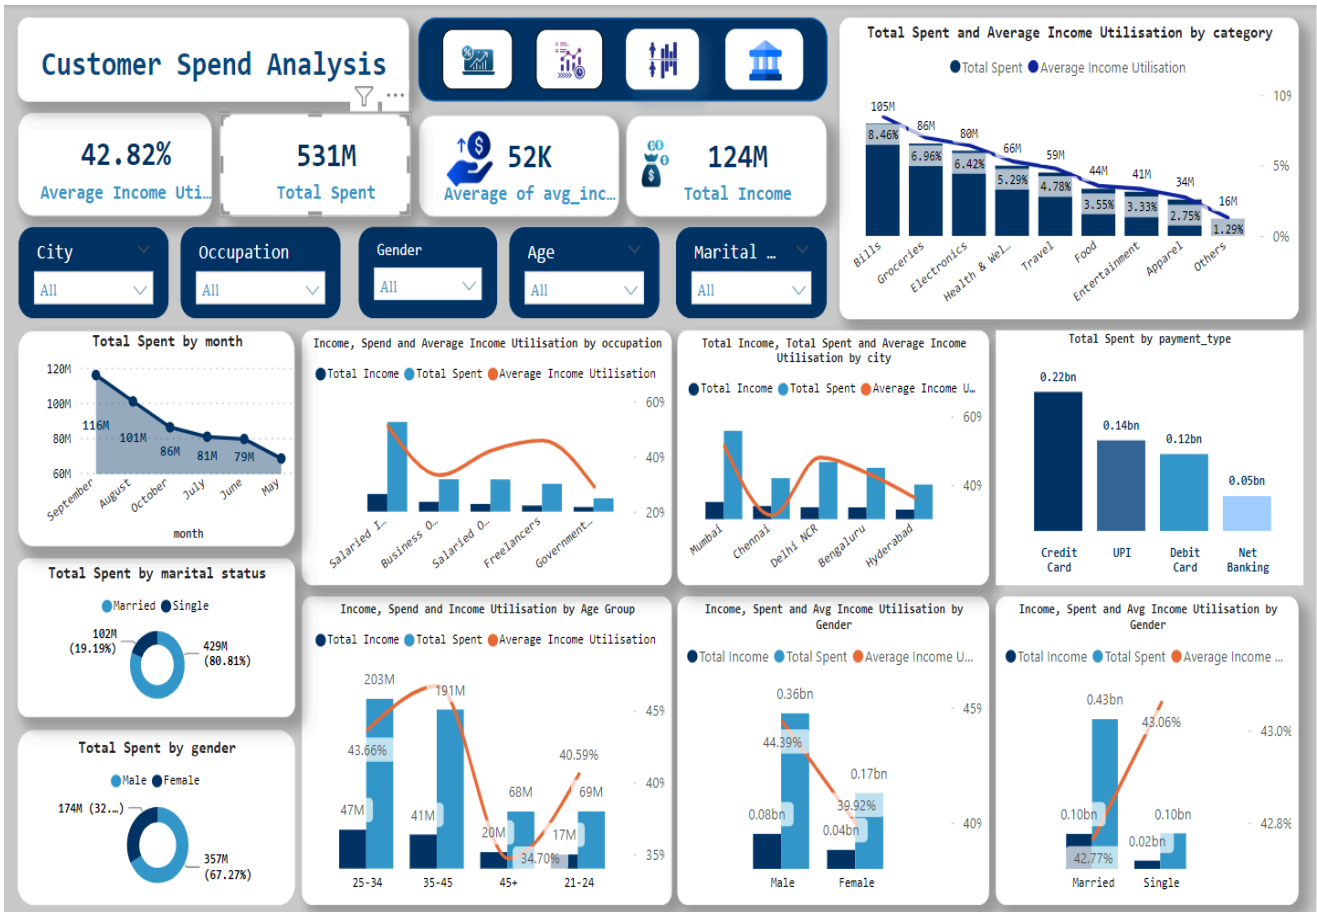 Customer Spend Analysis
42.82%
Average Income Uti…
531M
Total Spent
52K
Average of avg_inc…
124M
Total Income
City
All
Occupation
All
Gender
All
Age
All
Marital …
All
Total Spent and Average Income Utilisation by category
Total Spent Average Income Utilisation
105M
86M
80M
66M
59M
44M
41M
34M
16M
8.46%
6.96%
6.42%
5.29%
4.78%
3.55%
3.33%
2.75%
1.29%
10%
5%
0%
Bills
Groceries
Electronics
Health & Wel…
Travel
Food
Entertainment
Apparel
Others
Total Spent by month
120M
100M
80M
60M
116M
101M
86M
81M
79M
September
August
October
July
June
May
month
Income, Spend and Average Income Utilisation by occupation
Total Income Total Spent Average Income Utilisation
60%
40%
20%
Salaried I…
Business O…
Salaried O…
Freelancers
Government…
Total Income, Total Spent and Average Income
Utilisation by city
Total Income Total Spent Average Income U…
60%
40%
Mumbai
Chennai
Delhi NCR
Bengaluru
Hyderabad
Total Spent by payment_type
0.22bn
0.14bn
0.12bn
0.05bn
Credit
Card
UPI
Debit
Card
Net
Banking
Total Spent by marital status
Married Single
102M
(19.19%)
429M
(80.81%)
Total Spent by gender
Male Female
174M (32.…)
357M
(67.27%)
Income, Spend and Income Utilisation by Age Group
Total Income Total Spent Average Income Utilisation
203M
191M
68M
69M
47M
41M
20M
17M
43.66%
34.70%
40.59%
45%
40%
35%
25-34
35-45
45+
21-24
Income, Spent and Avg Income Utilisation by
Gender
Total Income Total Spent Average Income U…
0.36bn
0.17bn
44.39%
39.92%
0.08bn
0.04bn
45%
40%
Male
Female
Income, Spent and Avg Income Utilisation by
Gender
Total Income Total Spent Average Income …
0.43bn
0.10bn
43.06%
42.77%
0.10bn
0.02bn
43.0%
42.8%
Married
Single